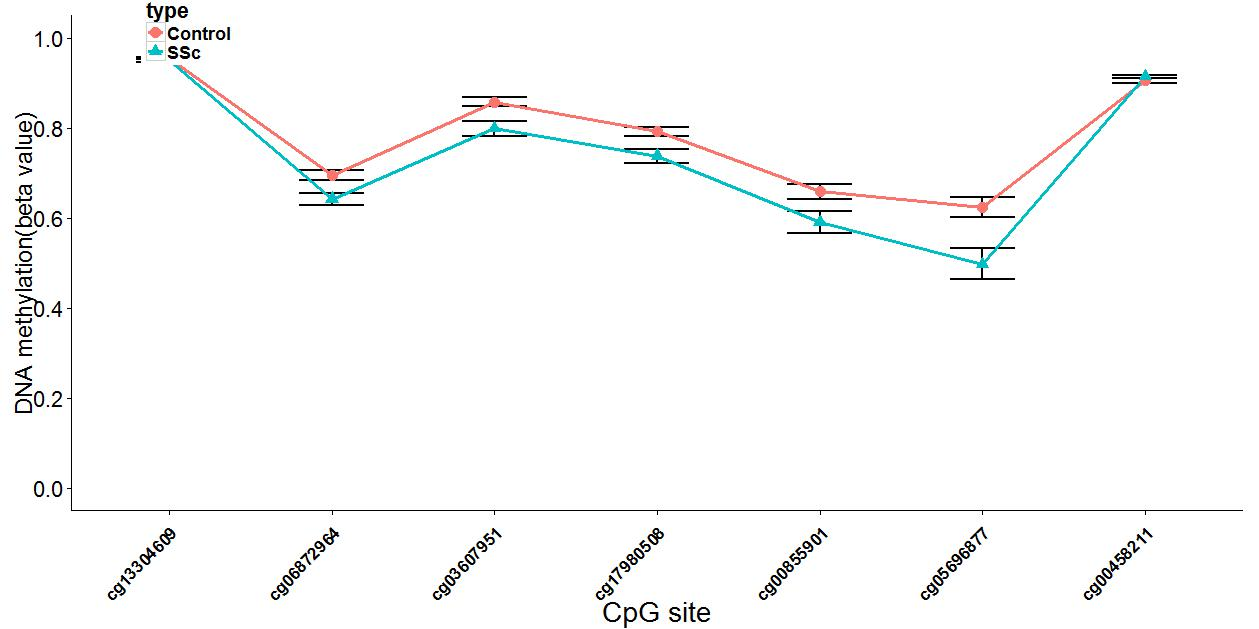 type
Control
SSc
DNA methylation(beta value)
1.0
0.8
0.6
0.4
0.2
0.0
cg13304609
cg06872964
cg03607951
cg17980508
cg00855901
cg05696877
cg00458211
CpG site